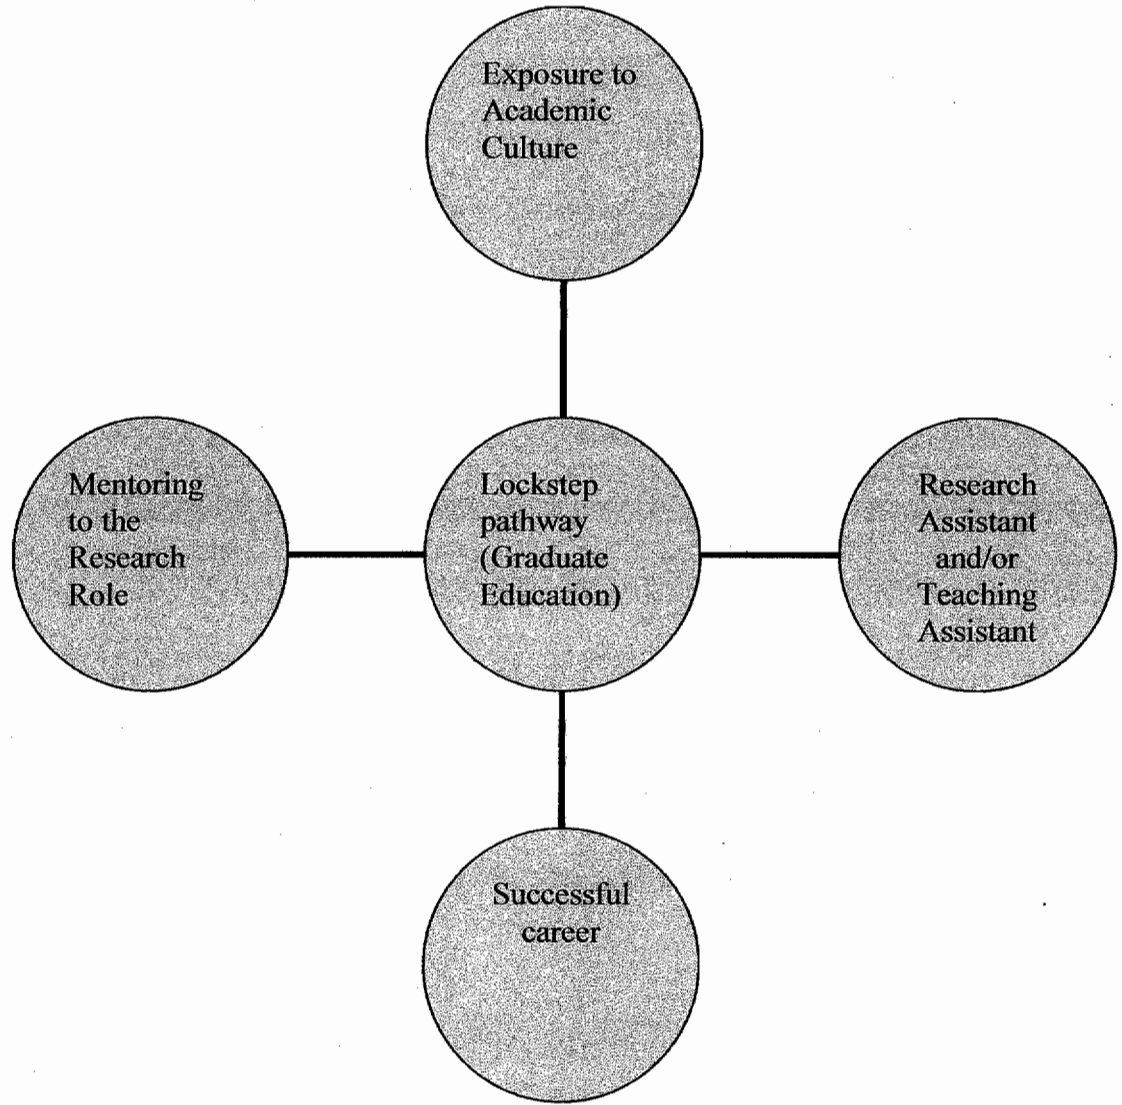 Exposure to
Academic
Culture
Mentoring
to the
Research
Role
Lockstep
pathway
(Graduate
Education)
Research
Assistant
and/or
Teaching
Assistant
Successful
career